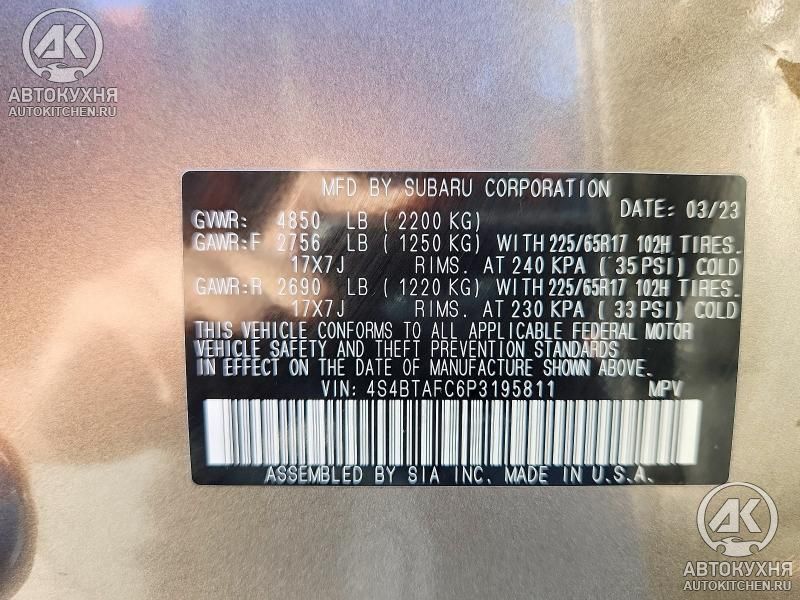 AK
АВТОКУХНЯ
AUTOKITCHEN.RU
MFD BY SUBARU CORPORATION
DATE: 03/23
GVWR: 4850 LB (2200 KG)
GAWR:F 2756 LB (1250 KG) WITH 225/65R17 102H TIRES.
17X7J RIMS. AT 240 KPA (35 PSI) COLD
GAWR:R 2690 LB (1220 KG) WITH 225/65R17 102H TIRES.
17X7J RIMS. AT 230 KPA (33 PSI) COLD
THIS VEHICLE CONFORMS TO ALL APPLICABLE FEDERAL MOTOR
VEHICLE SAFETY AND THEFT PREVENTION STANDARDS
IN EFFECT ON THE DATE OF MANUFACTURE SHOWN ABOVE.
VIN: 4S4BTAFC6P3195811 MPV
ASSEMBLED BY SIA INC. MADE IN U.S.A.
AK
АВТОКУХНЯ
AUTOKITCHEN.RU